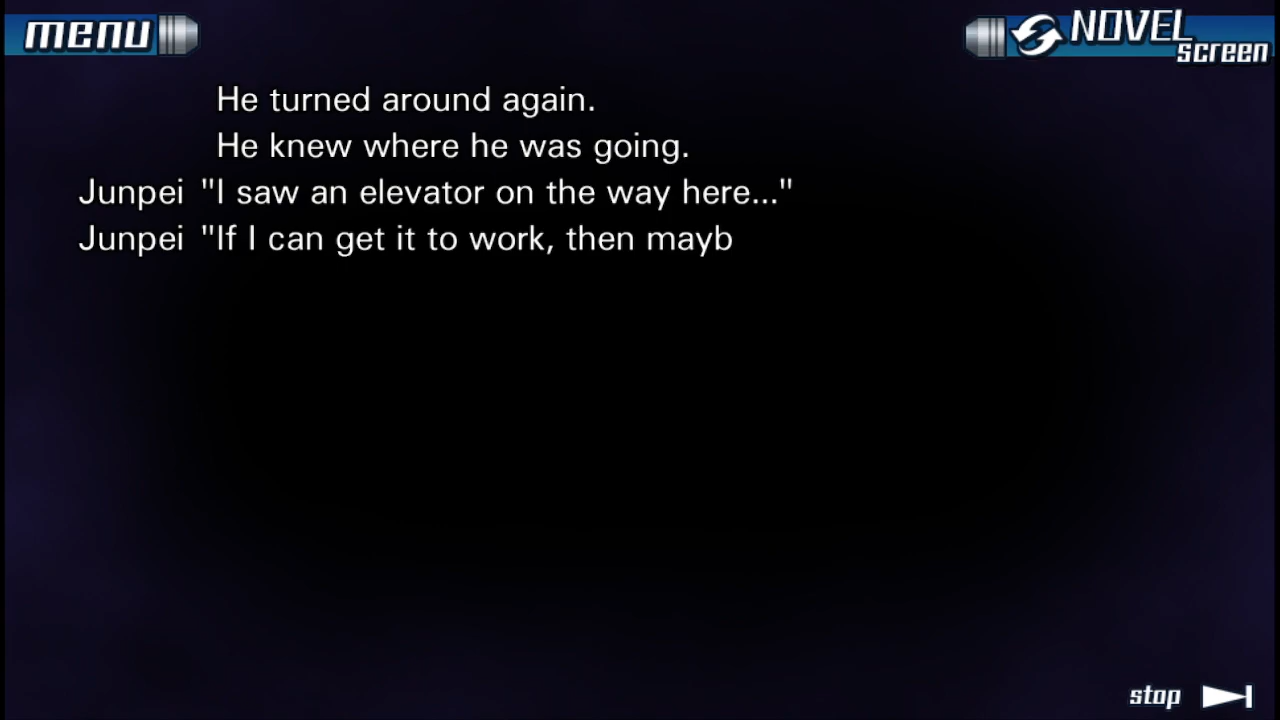 menu
NOVEL
screen
He turned around again.
He knew where he was going.
Junpei "I saw an elevator on the way here..."
Junpei "If I can get it to work, then mayb
stop